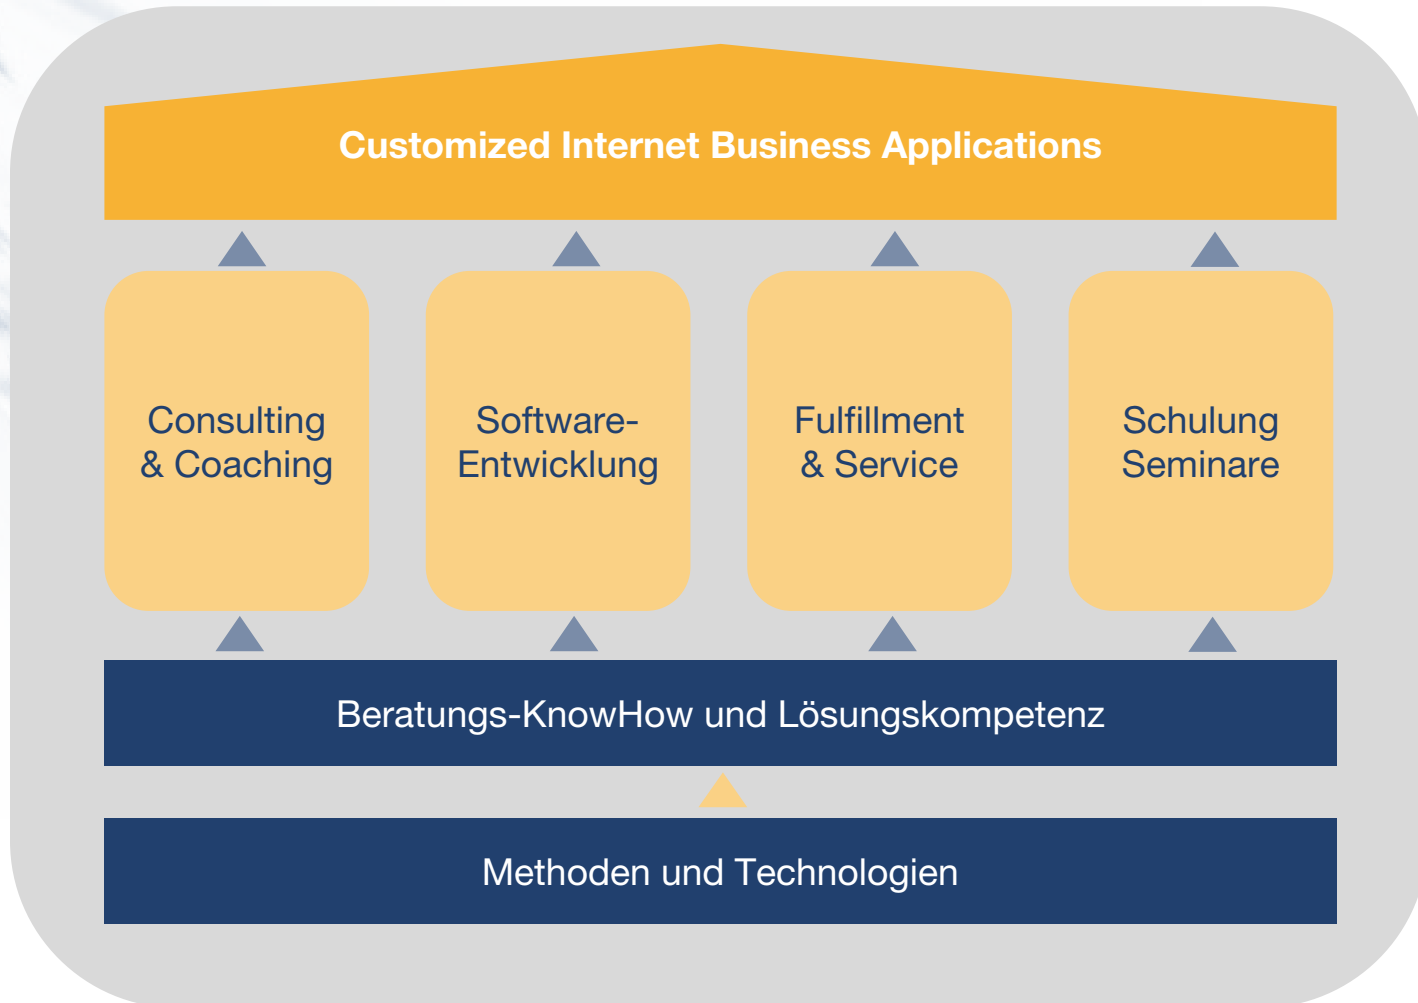 Customized Internet Business Applications
Consulting
& Coaching
Software-
Entwicklung
Fulfillment
& Service
Schulung
Seminare
Beratungs-KnowHow und Lösungskompetenz
Methoden und Technologien